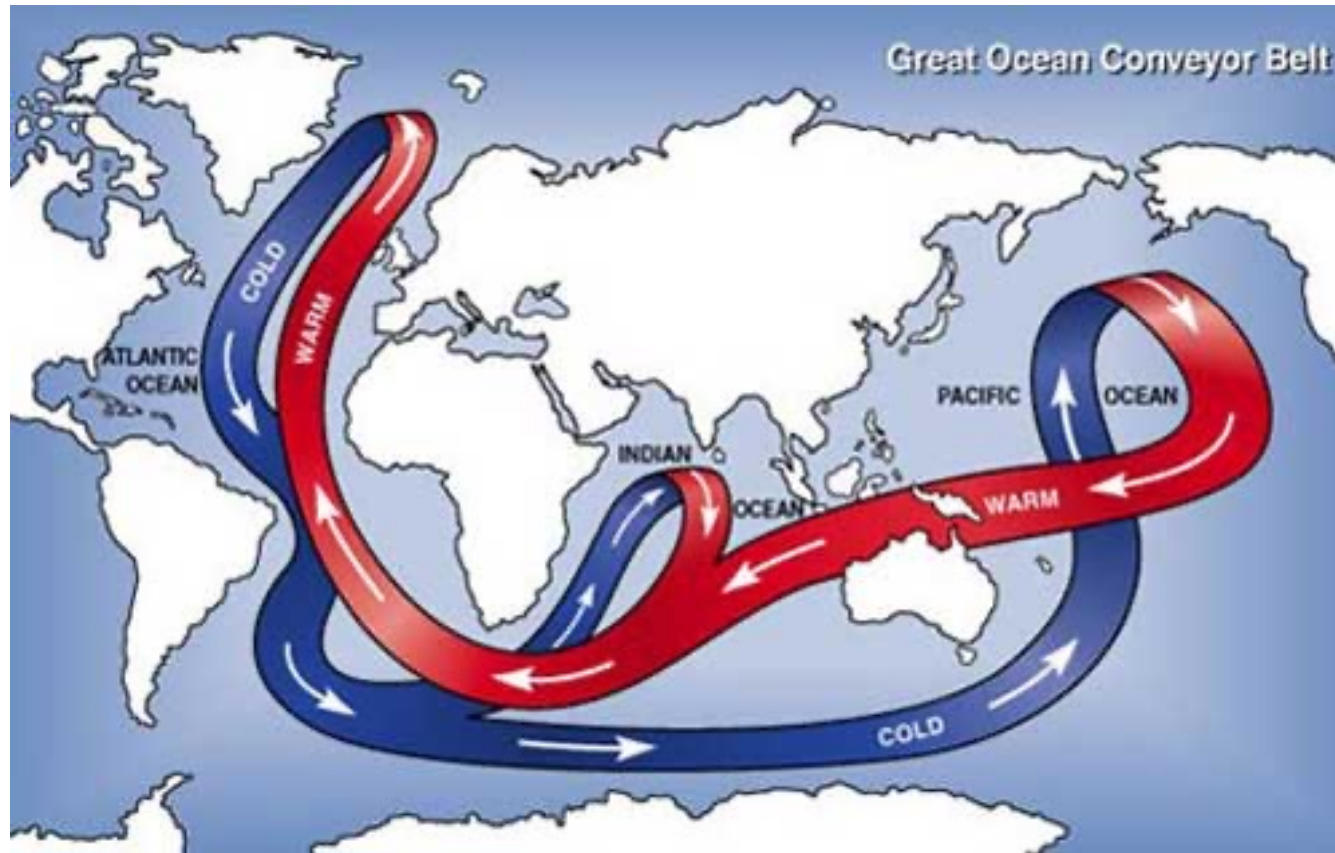 Great Ocean Conveyor Belt
COLD
WARM
ATLANTIC
OCEAN
INDIAN
OCEAN
PACIFIC
OCEAN
WARM
COLD